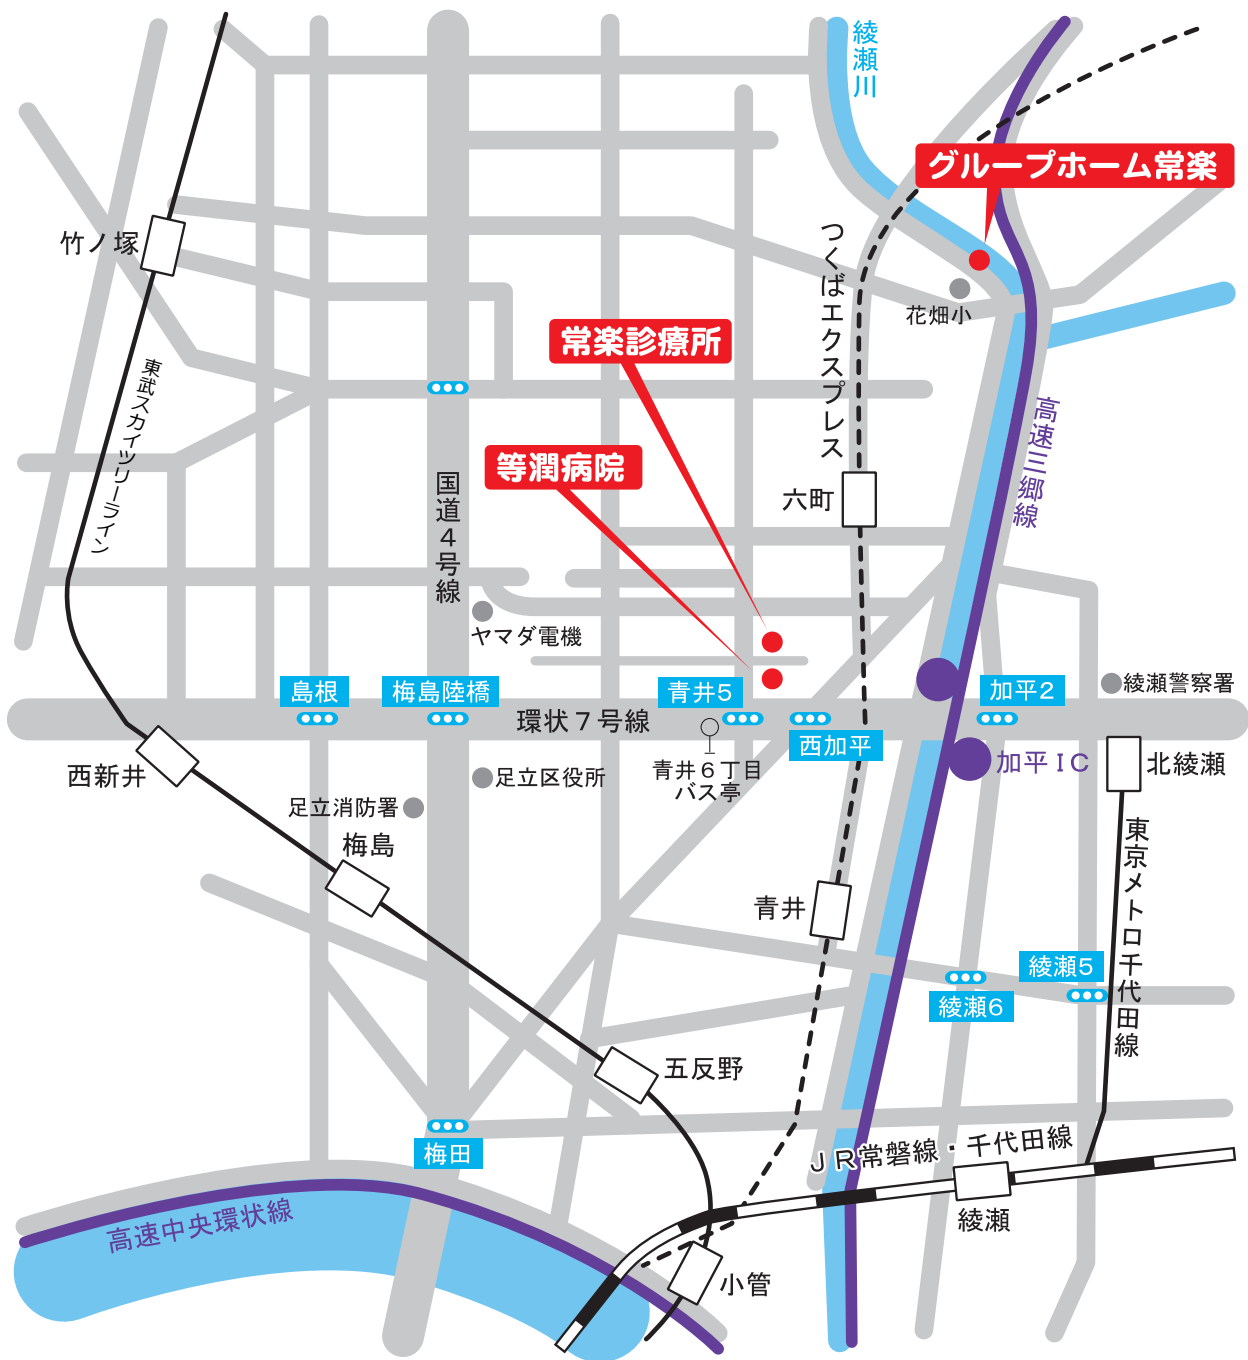 綾瀬川
グループホーム常楽
竹ノ塚
つくばエクスプレス
花畑小
常楽診療所
東武スカイツリーライン
高速三郷線
等潤病院
国道4号線
六町
ヤマダ電機
島根
梅島陸橋
青井5
加平2
綾瀬警察署
環状7号線
西加平
西新井
足立区役所
青井6丁目
バス亭
加平IC
北綾瀬
足立消防署
梅島
東京メトロ千代田線
青井
綾瀬5
綾瀬6
五反野
梅田
JR常磐線・千代田線
綾瀬
高速中央環状線
小管